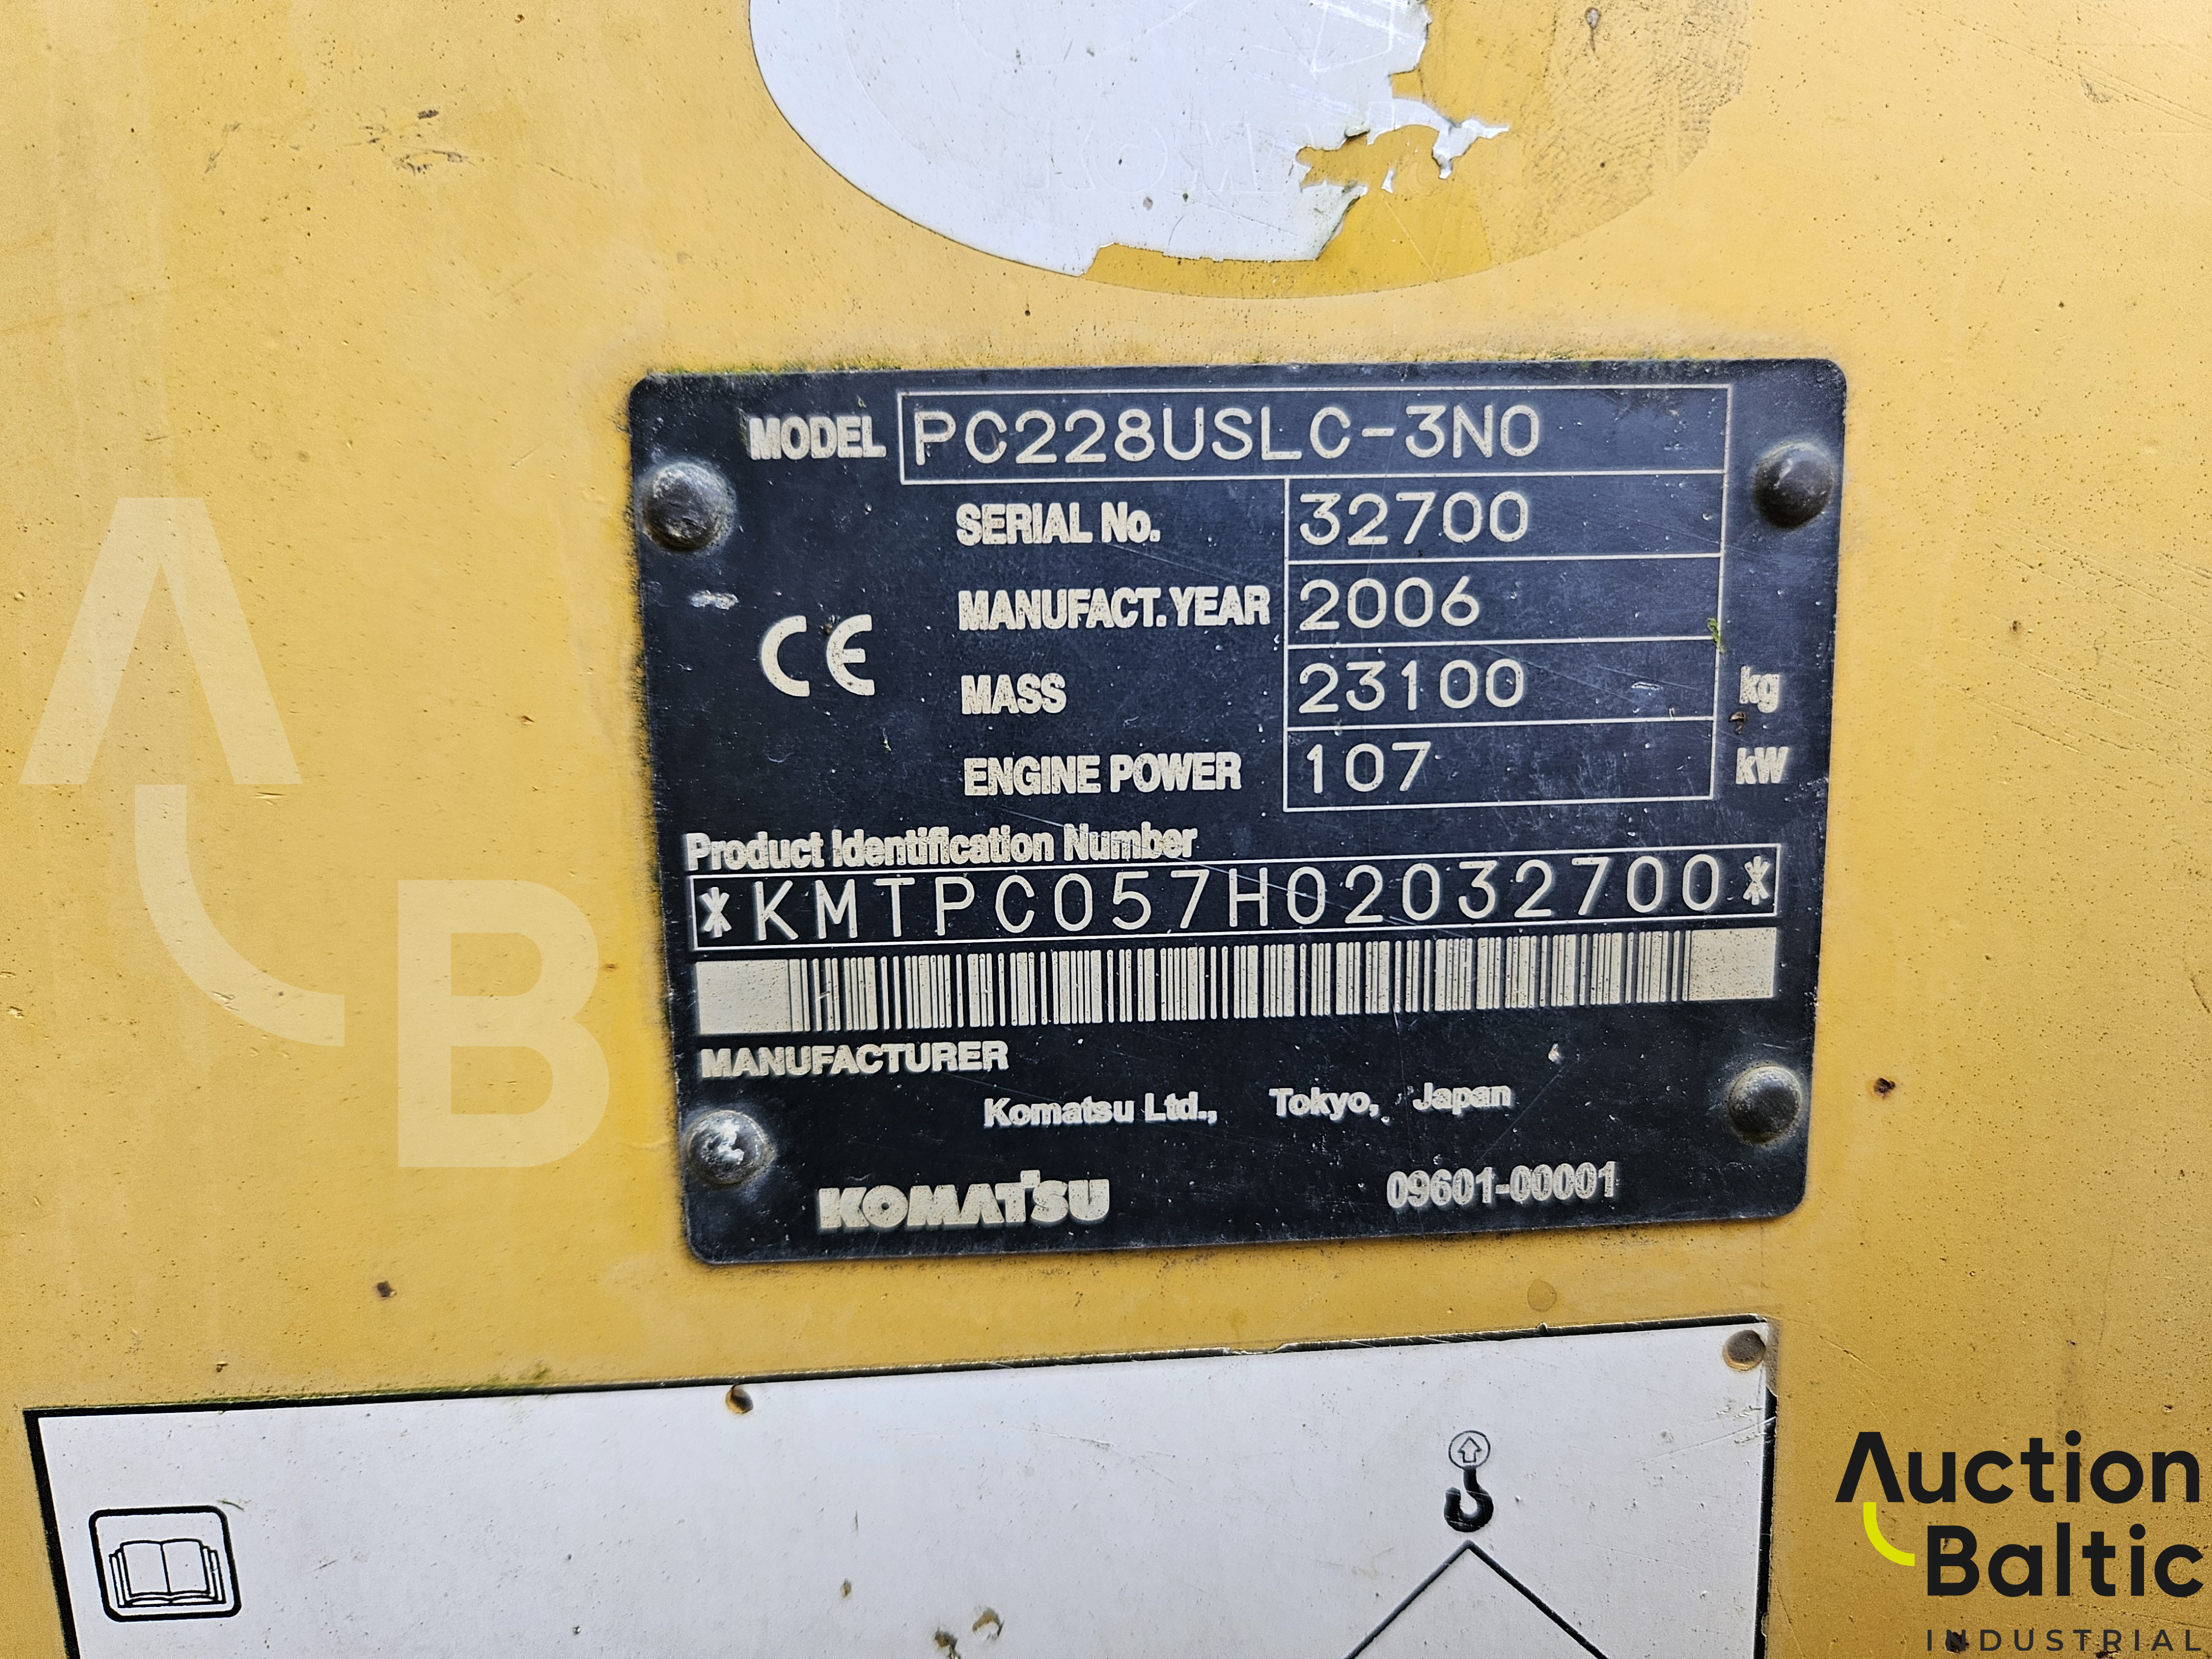 MODEL PC228USLC-3N0
SERIAL No. 32700
MANUFACT. YEAR 2006
CE
MASS 23100 kg
ENGINE POWER 107 kW
Product Identification Number
*KMTPC057H02032700*
MANUFACTURER
Komatsu Ltd., Tokyo, Japan
KOMATSU 09601-00001
AB
Auction
Baltic
INDUSTRIAL